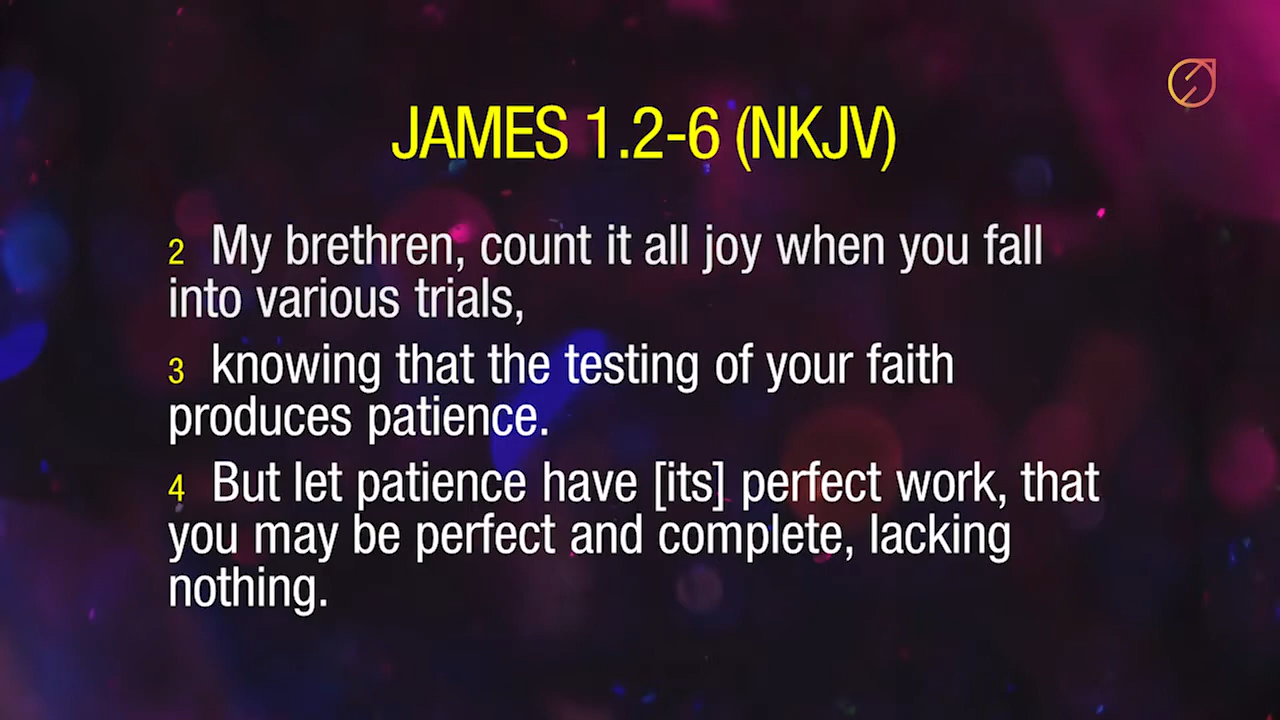 JAMES 1.2-6 (NKJV)
2 My brethren, count it all joy when you fall
into various trials,
3 knowing that the testing of your faith
produces patience.
4 But let patience have [its] perfect work, that
you may be perfect and complete, lacking
nothing.